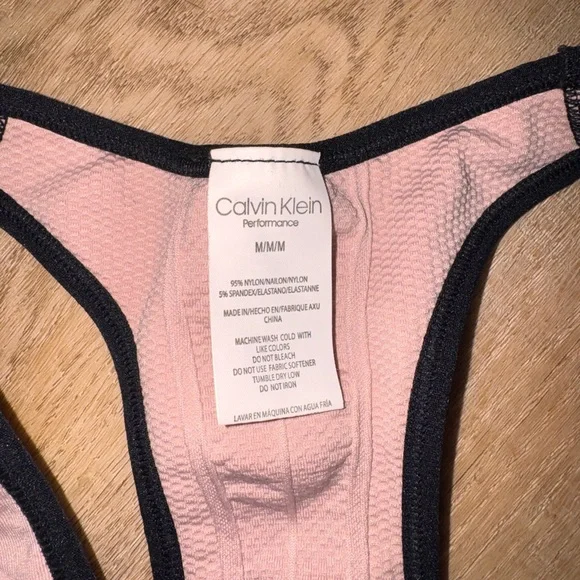 Calvin Klein
Performance
M/M/M
95% NYLON/NAILON/NYLON
5% SPANDEX/ELASTANO/ELASTANNE
MADE IN/HECHO EN/FABRIQUE AXU
CHINA
MACHINE WASH COLD WITH
LIKE COLORS
DO NOT BLEACH
DO NOT USE FABRIC SOFTENER
TUMBLE DRY LOW
DO NOT IRON
LAVAR EN MÁQUINA CON AGUA FRÍA